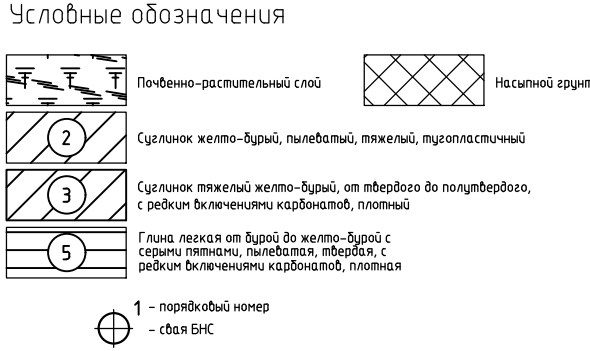 Условные обозначения
Почвенно-растительный слой
Насыпной грунт
2
Суглинок желто-бурый, пылеватый, тяжелый, тугопластичный
3
Суглинок тяжелый желто-бурый, от твердого до полутвердого,
с редким включениями карбонатов, плотный
5
Глина легкая от бурой до желто-бурой с
серыми пятнами, пылеватая, твердая, с
редким включениями карбонатов, плотная
1 - порядковый номер
- свая БНС